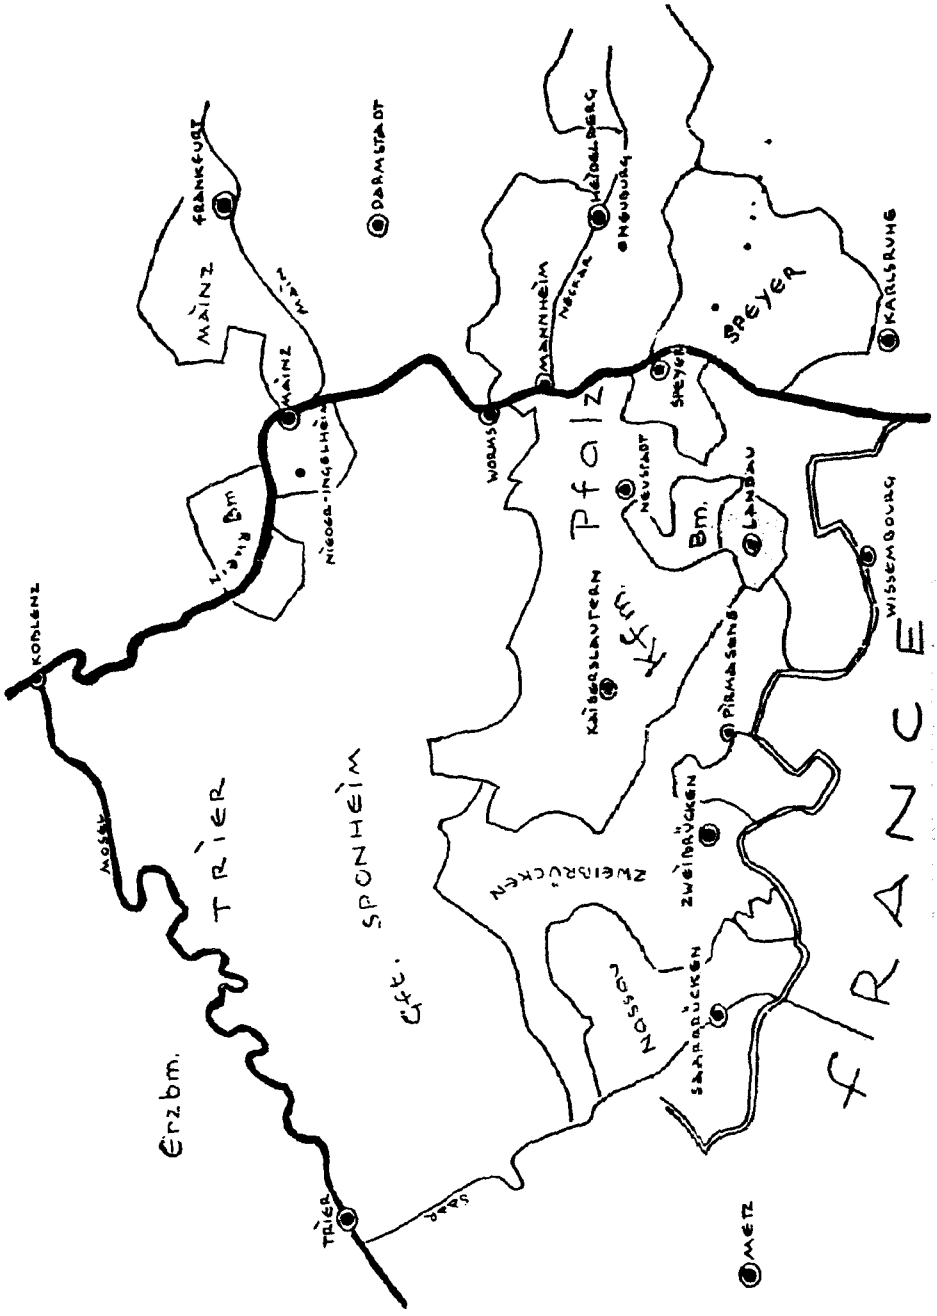 KOBLENZ
MOSEL
Erzbm.
TRIER
TRIER
SAAR
Gft.
SPONHEIM
RHEIN
Bm
NIEDER-INGELHEIM
MAINZ
MAINZ
MAIN
FRANKFURT
DARMSTADT
WORMS
MANNHEIM
NECKAR
HEIDELBERG
Pfalz
Kfm.
KAISERSLAUTERN
NEUSTADT
SPEYER
SPEYER
Bm.
LANDAU
KARLSRUHE
ZWEIBRÜCKEN
ZWEIBRÜCKEN
PIRMASENS
NASSAU
SAARBRÜCKEN
WISSEMBOURG
METZ
FRANCE